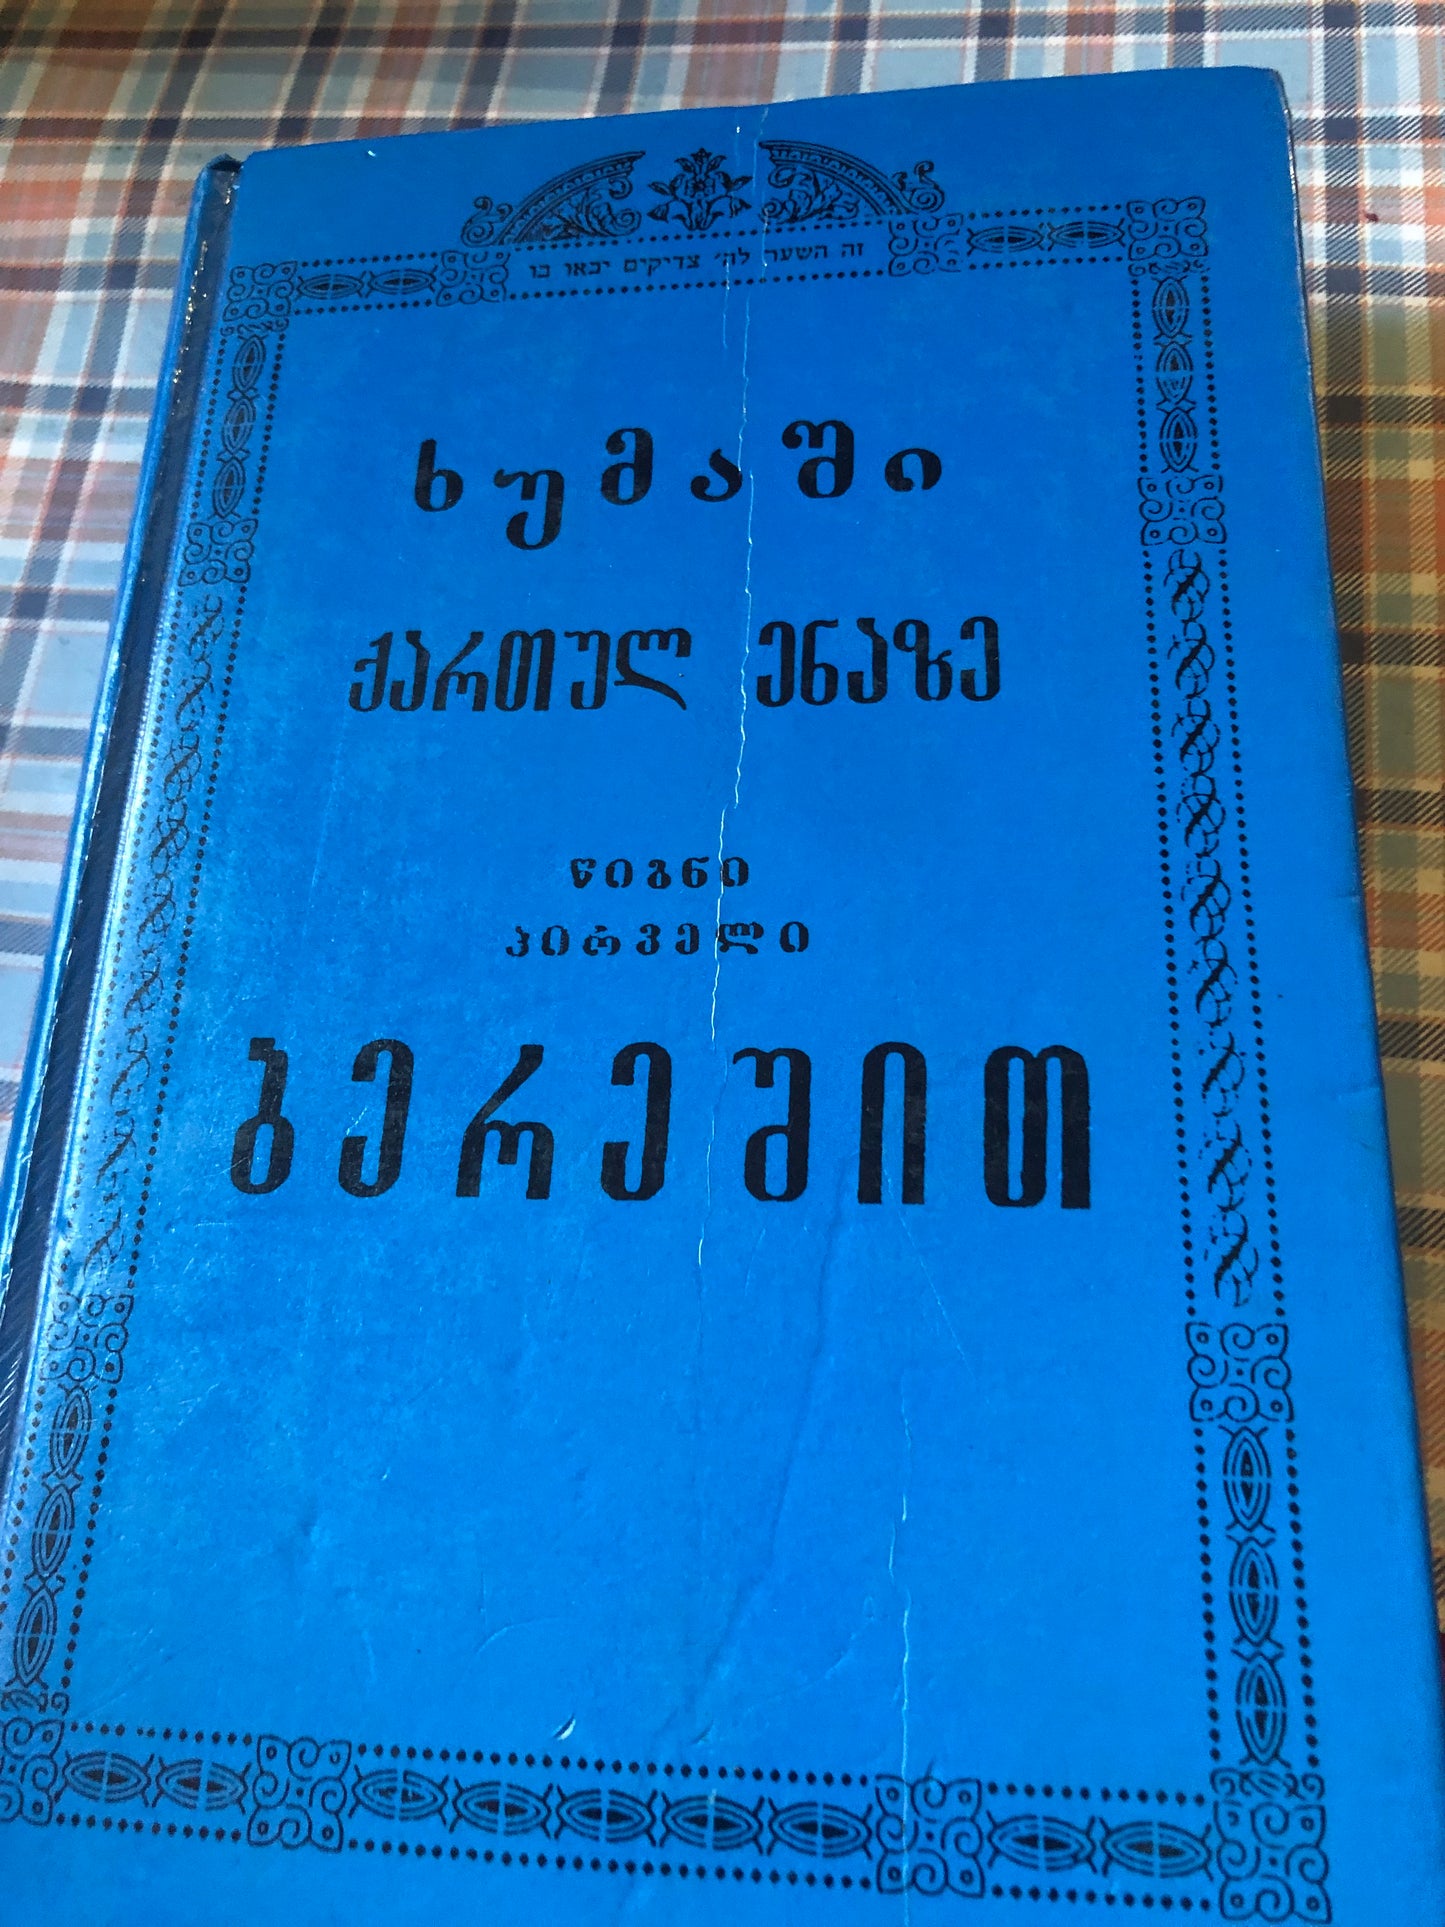 זה השער לה׳ צדיקים יבאו בו
ხუმაში
ქართულ ენაზე
წიგნი
პირველი
ბერეშით